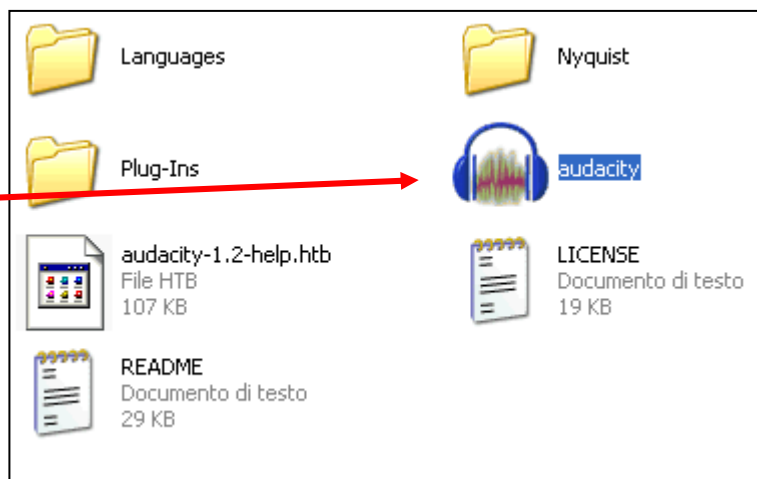 Languages
Nyquist
Plug-Ins
audacity
audacity-1.2-help.htb
File HTB
107 KB
LICENSE
Documento di testo
19 KB
README
Documento di testo
29 KB